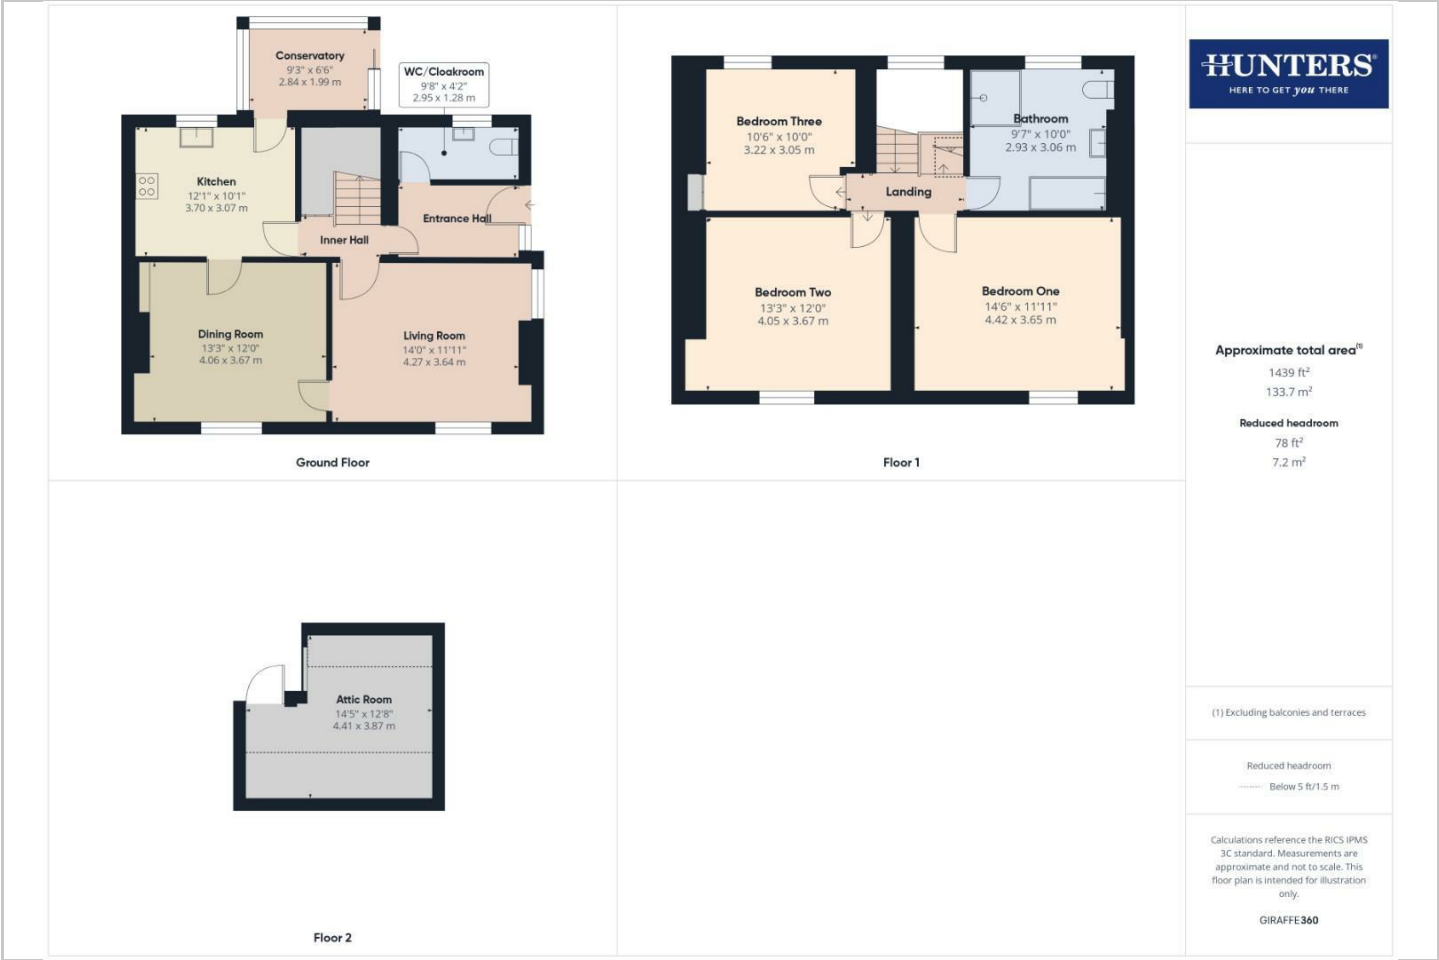 Conservatory
9'3" x 6'6"
2.84 x 1.99 m
WC/Cloakroom
9'8" x 4'2"
2.95 x 1.28 m
Kitchen
12'1" x 10'1"
3.70 x 3.07 m
Entrance Hall
Inner Hall
Dining Room
13'3" x 12'0"
4.06 x 3.67 m
Living Room
14'0" x 11'11"
4.27 x 3.64 m
Ground Floor
Bedroom Three
10'6" x 10'0"
3.22 x 3.05 m
Bathroom
9'7" x 10'0"
2.93 x 3.06 m
Landing
Bedroom Two
13'3" x 12'0"
4.05 x 3.67 m
Bedroom One
14'6" x 11'11"
4.42 x 3.65 m
Floor 1
Attic Room
14'5" x 12'8"
4.41 x 3.87 m
Floor 2
HUNTERS®
HERE TO GET you THERE
Approximate total area(1)
1439 ft²
133.7 m²
Reduced headroom
78 ft²
7.2 m²
(1) Excluding balconies and terraces
Reduced headroom
Below 5 ft/1.5 m
Calculations reference the RICS IPMS
3C standard. Measurements are
approximate and not to scale. This
floor plan is intended for illustration
only.
GIRAFFE360